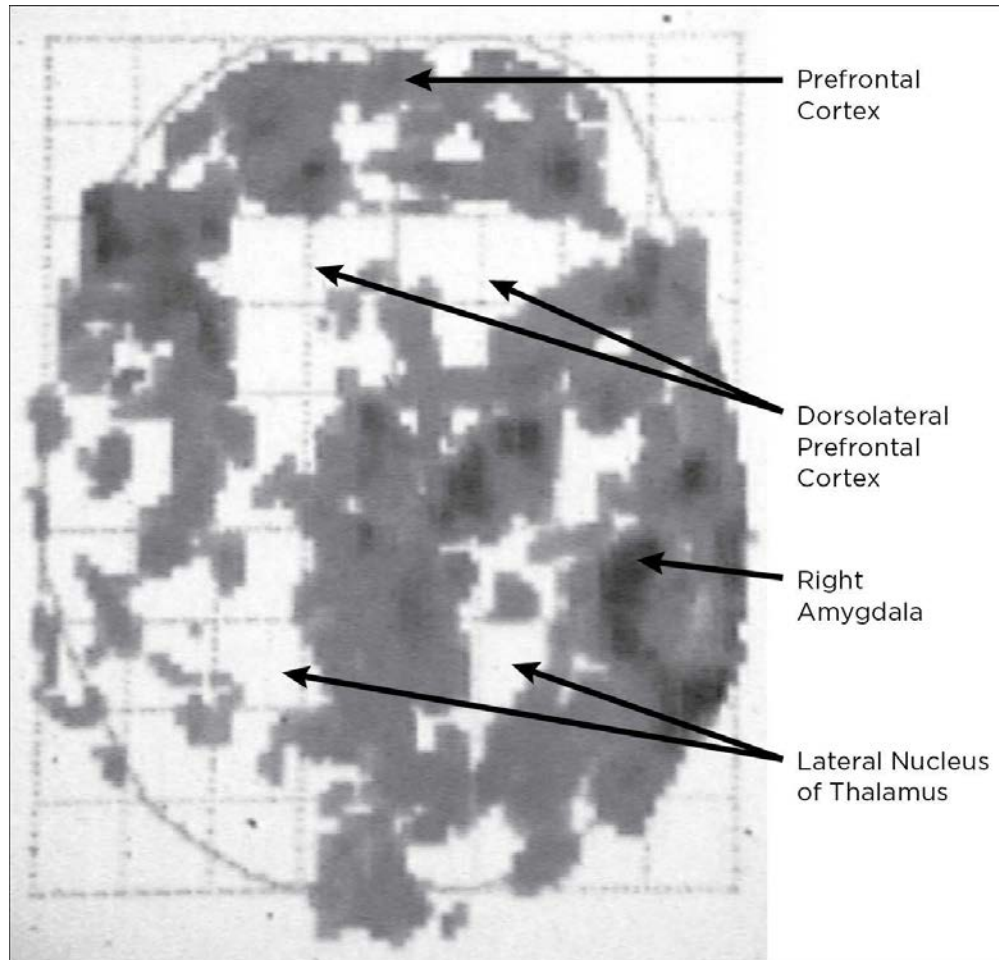 Prefrontal
Cortex
Dorsolateral
Prefrontal
Cortex
Right
Amygdala
Lateral Nucleus
of Thalamus